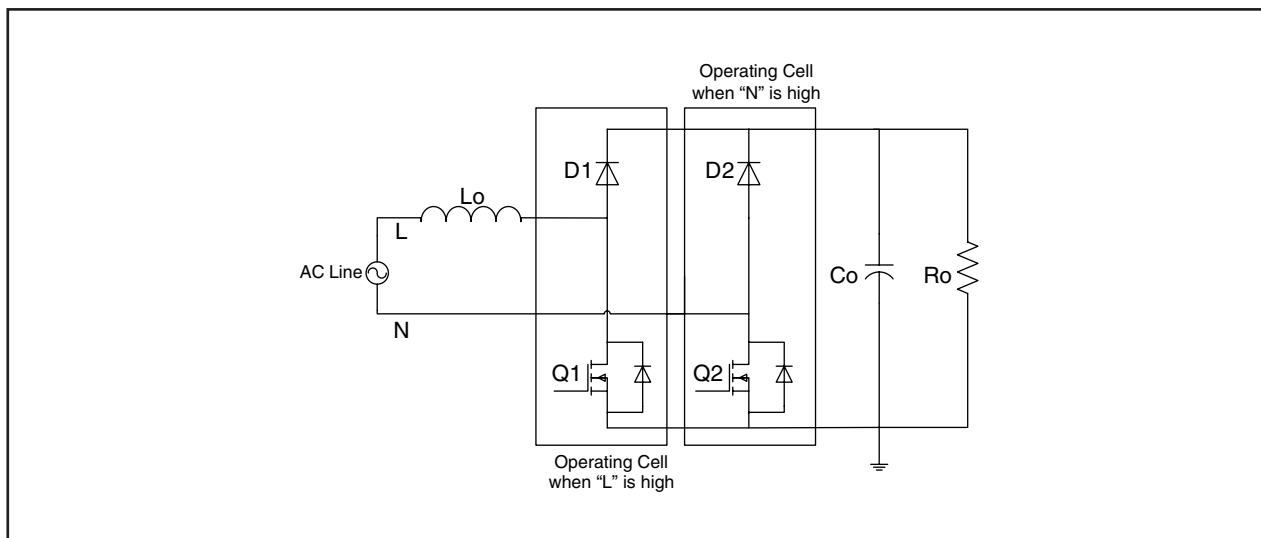 Operating Cell
when “N” is high
D1
D2
Lo
L
AC Line
N
Co
Ro
Q1
Q2
Operating Cell
when “L” is high